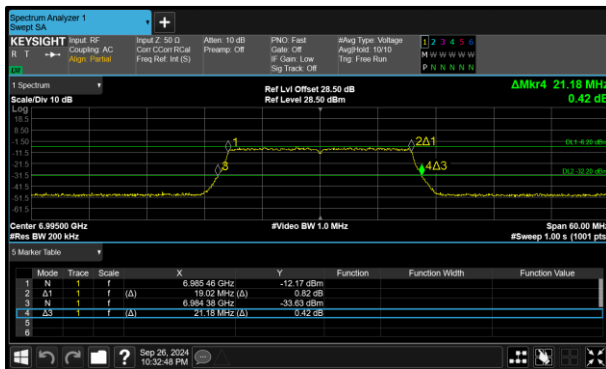 Spectrum Analyzer 1
Swept SA
KEYSIGHT Input: RF Input Z: 50 Ω Atten: 10 dB PNO: Fast #Avg Type: Voltage 1 2 3 4 5 6
R T Coupling: AC Corr CCorr RCal Preamp: Off Gate: Off Avg|Hold: 10/10 M W W W W W
Align: Partial Freq Ref: Int (S) IF Gain: Low Trig: Free Run P N N N N N
Sig Track: Off
1 Spectrum Ref Lvl Offset 28.50 dB ΔMkr4 21.18 MHz
Scale/Div 10 dB Ref Level 28.50 dBm 0.42 dB
Log
18.5
8.50
-1.50 1 2Δ1 DL1 -6.20 dBm
-11.5
-21.5 3 4Δ3 DL2 -32.20 dBm
-31.5
-41.5
-51.5
-61.5
Center 6.99500 GHz #Video BW 1.0 MHz Span 60.00 MHz
#Res BW 200 kHz #Sweep 1.00 s (1001 pts)
5 Marker Table
Mode Trace Scale X Y Function Function Width Function Value
1 N 1 f 6.985 46 GHz -12.17 dBm
2 Δ1 1 f (Δ) 19.02 MHz (Δ) 0.82 dB
3 N 1 f 6.984 38 GHz -33.63 dBm
4 Δ3 1 f (Δ) 21.18 MHz (Δ) 0.42 dB
5
6
? Sep 26, 2024
10:32:48 PM